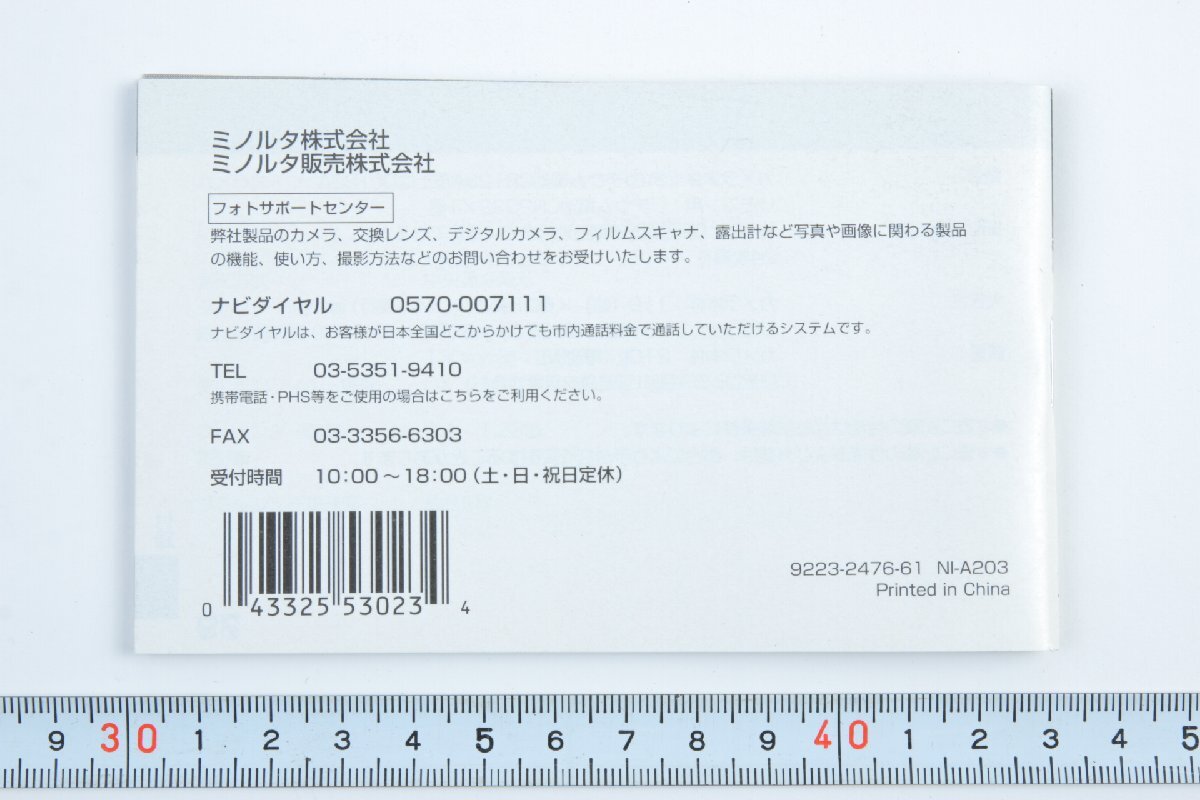 ミノルタ株式会社
ミノルタ販売株式会社
フォトサポートセンター
弊社製品のカメラ、交換レンズ、デジタルカメラ、フィルムスキャナ、露出計など写真や画像に関わる製品
の機能、使い方、撮影方法などのお問い合わせをお受けいたします。
ナビダイヤル 0570-007111
ナビダイヤルは、お客様が日本全国どこからかけても市内通話料金で通話していただけるシステムです。
TEL 03-5351-9410
携帯電話・PHS等をご使用の場合はこちらをご利用ください。
FAX 03-3356-6303
受付時間 10:00～18:00（土・日・祝日定休）
0 43325 53023 4
9223-2476-61 NI-A203
Printed in China
9 30 1 2 3 4 5 6 7 8 9 40 1 2 3 4 5